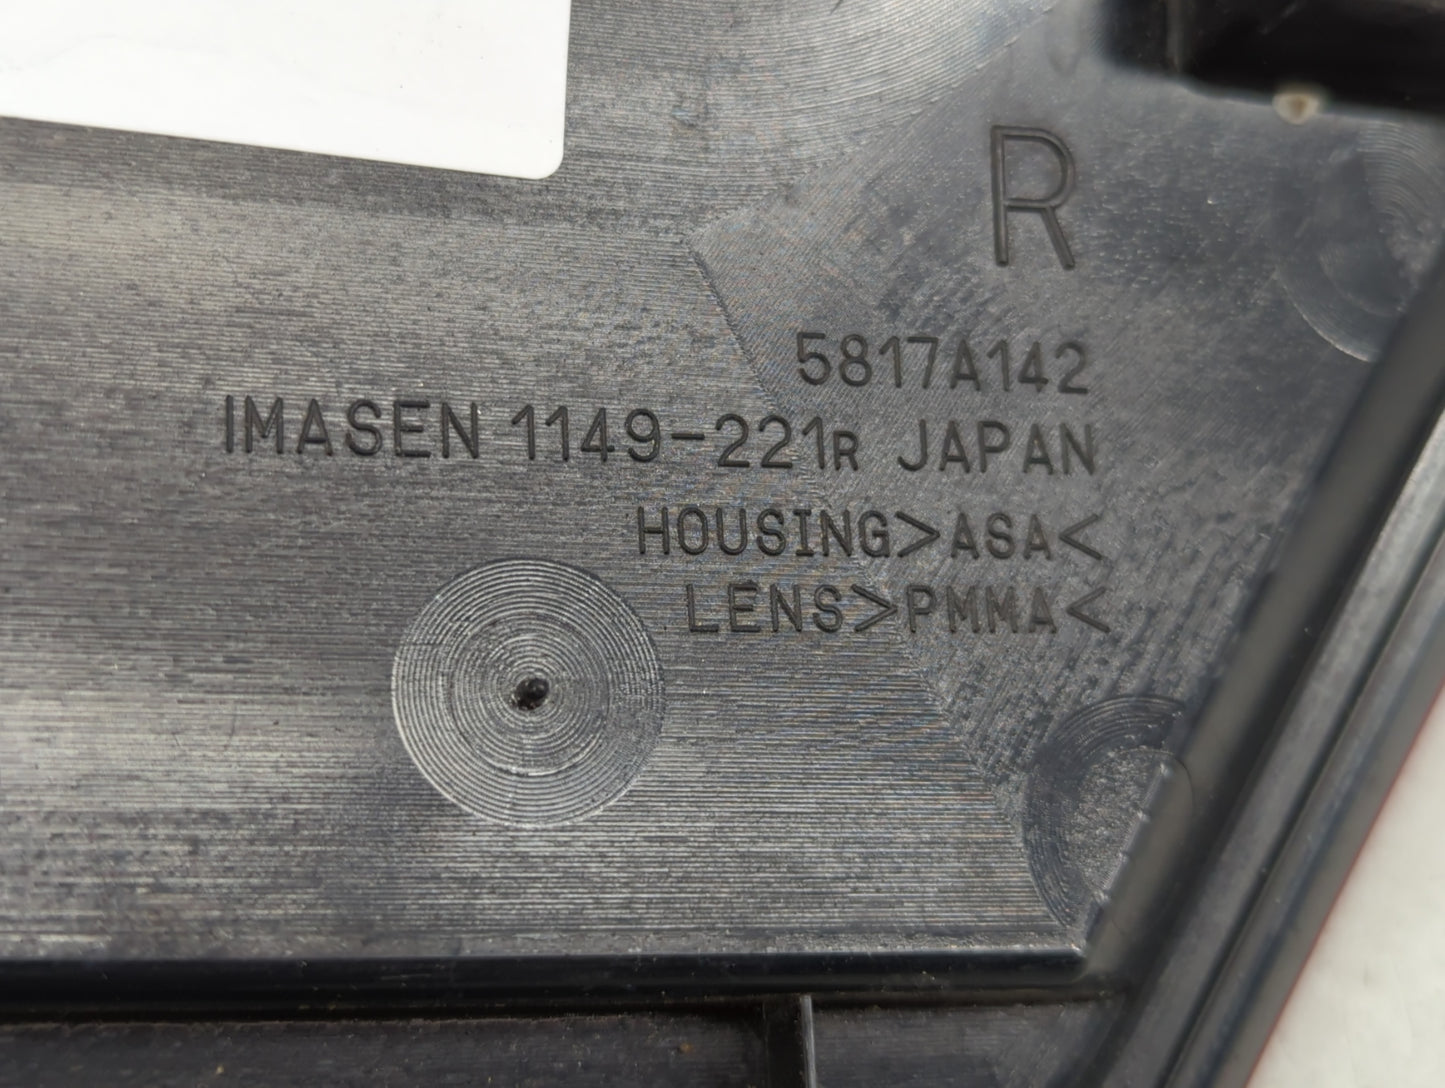 R
5817A142
IMASEN 1149-221R JAPAN
HOUSING>ASA<
LENS>PMMA<